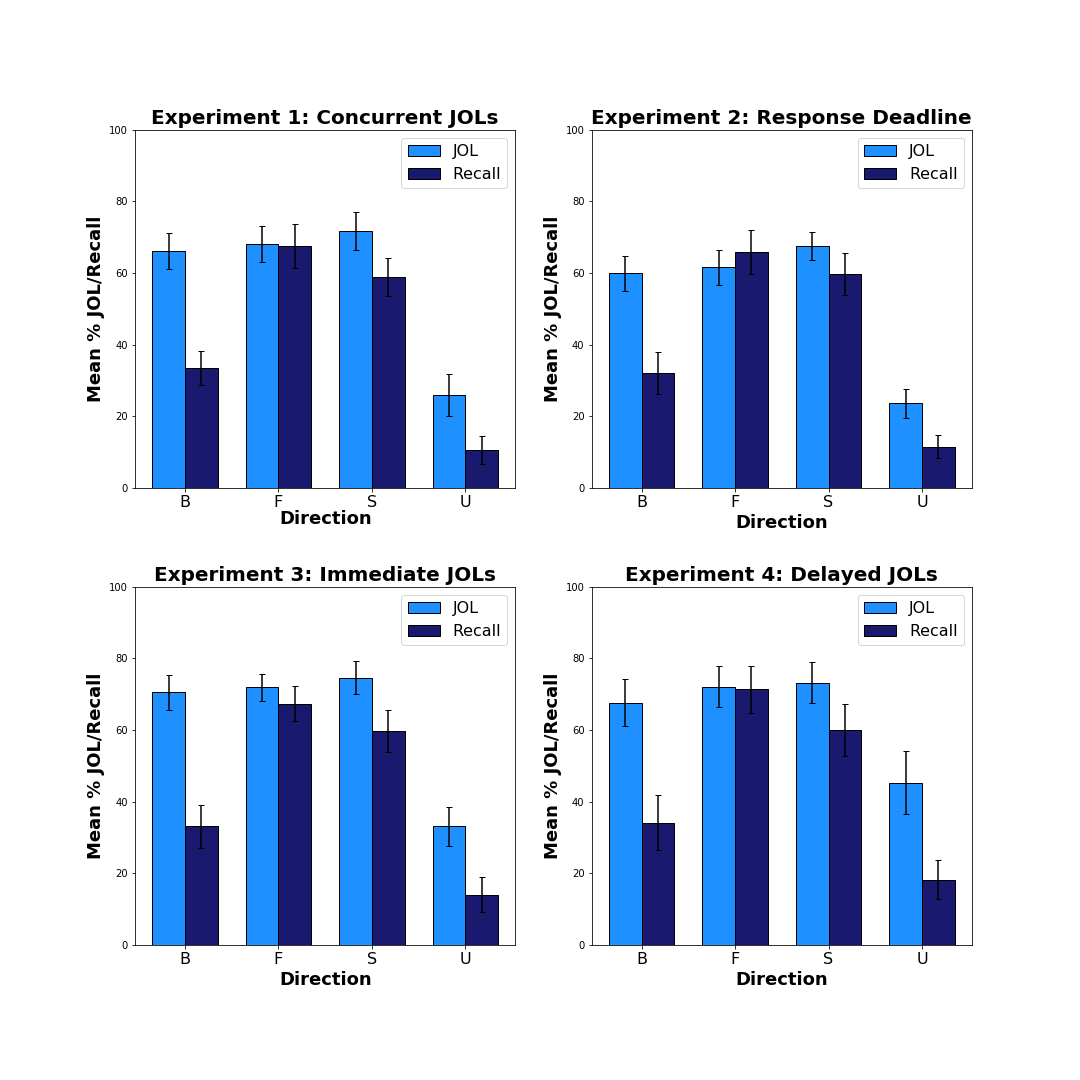 Experiment 1: Concurrent JOLs
100
80
60
40
20
0
Mean % JOL/Recall
JOL
Recall
B F S U
Direction
Experiment 2: Response Deadline
100
80
60
40
20
0
Mean % JOL/Recall
JOL
Recall
B F S U
Direction
Experiment 3: Immediate JOLs
100
80
60
40
20
0
Mean % JOL/Recall
JOL
Recall
B F S U
Direction
Experiment 4: Delayed JOLs
100
80
60
40
20
0
Mean % JOL/Recall
JOL
Recall
B F S U
Direction